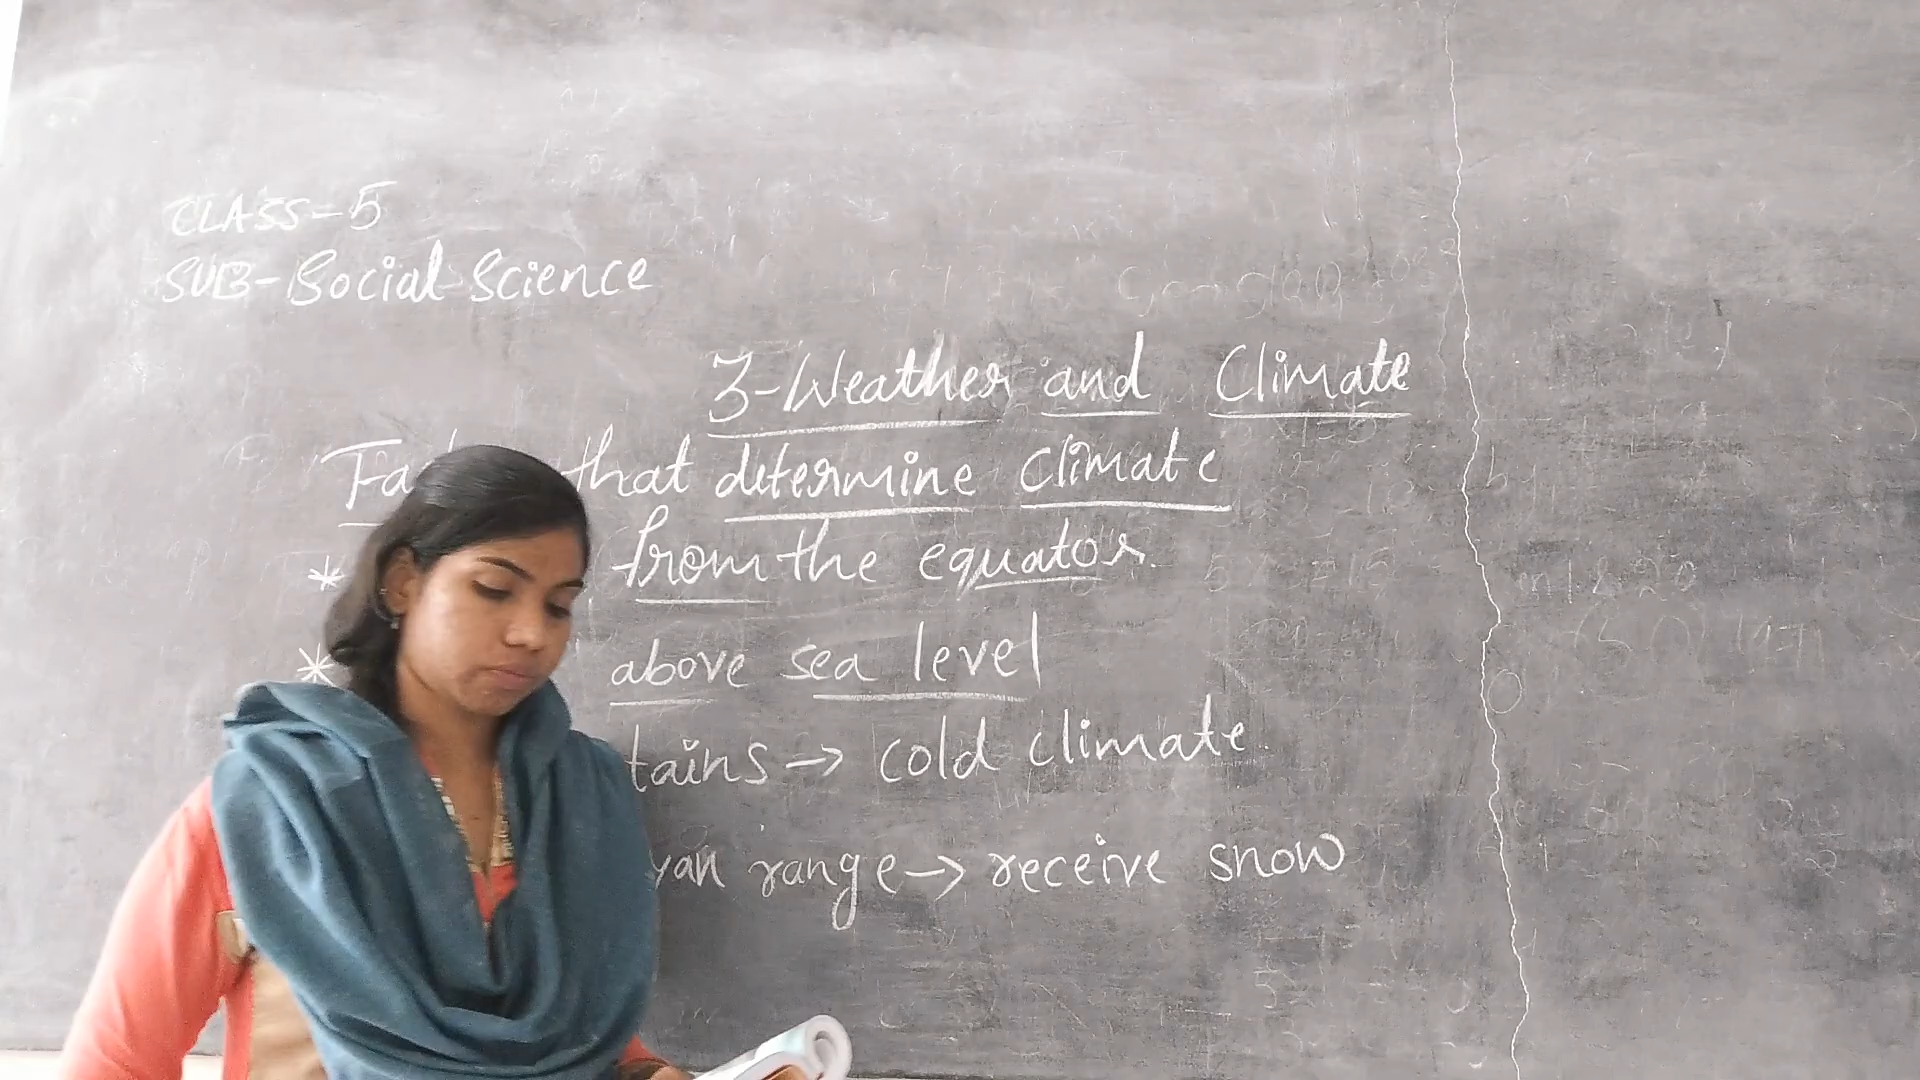 CLASS-5
SUB-Social Science
3-Weather and Climate
that determine climate
* from the equator.
* above sea level
tains → cold climate
yan range → receive snow